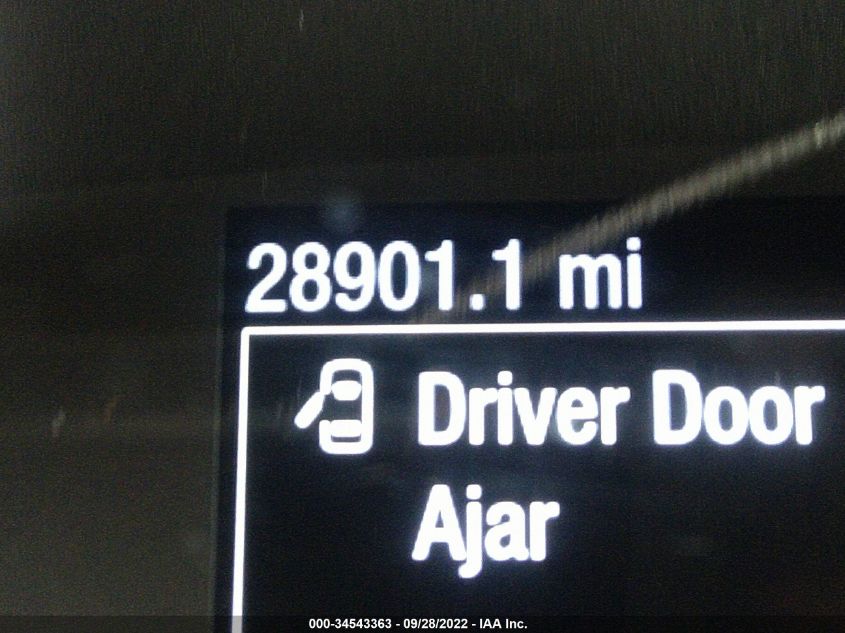 28901.1 mi
Driver Door
Ajar
000-34543363 - 09/28/2022 - IAA Inc.